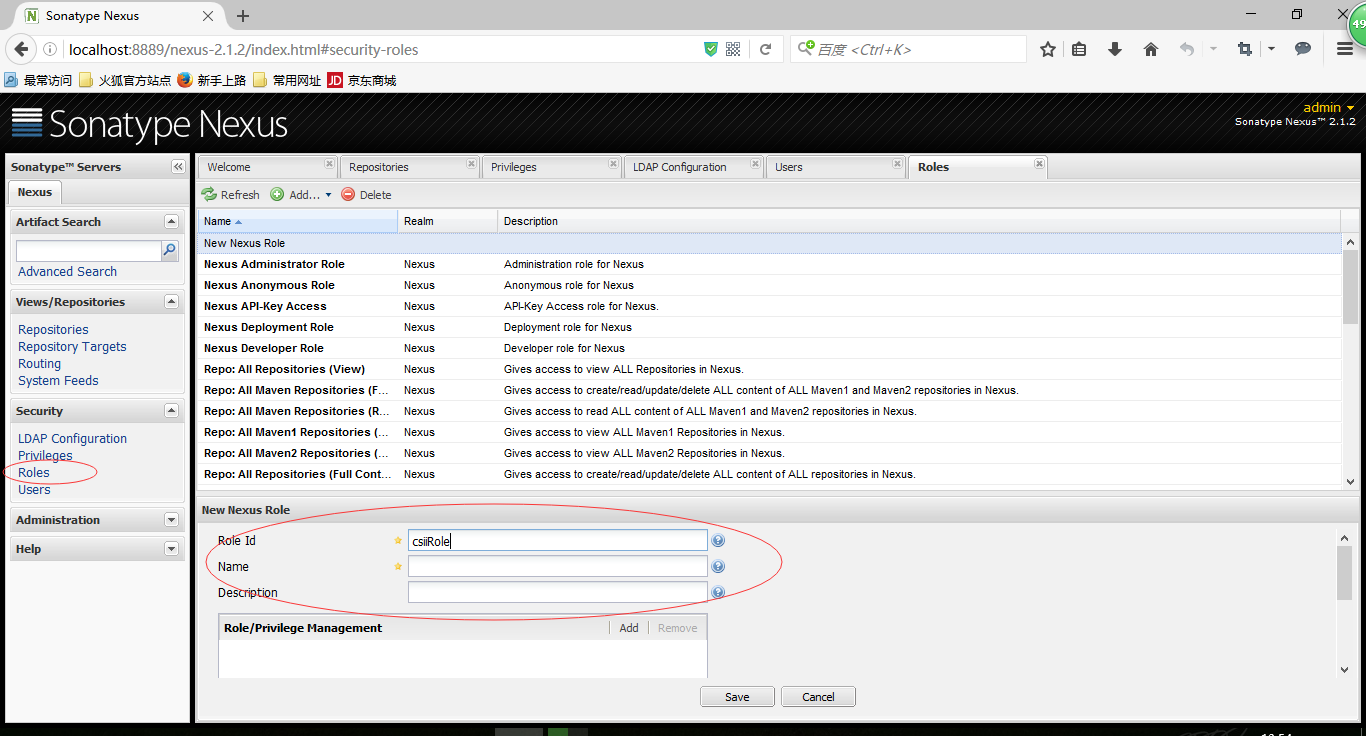 Sonatype Nexus
49
localhost:8889/nexus-2.1.2/index.html#security-roles
百度 <Ctrl+K>
最常访问 火狐官方站点 新手上路 常用网址 JD 京东商城
Sonatype Nexus
admin
Sonatype Nexus™ 2.1.2
Sonatype™ Servers
Nexus
Artifact Search
Advanced Search
Views/Repositories
Repositories
Repository Targets
Routing
System Feeds
Security
LDAP Configuration
Privileges
Roles
Users
Administration
Help
Welcome Repositories Privileges LDAP Configuration Users Roles
Refresh Add... Delete
Name Realm Description
New Nexus Role
Nexus Administrator Role Nexus Administration role for Nexus
Nexus Anonymous Role Nexus Anonymous role for Nexus
Nexus API-Key Access Nexus API-Key Access role for Nexus.
Nexus Deployment Role Nexus Deployment role for Nexus
Nexus Developer Role Nexus Developer role for Nexus
Repo: All Repositories (View) Nexus Gives access to view ALL Repositories in Nexus.
Repo: All Maven Repositories (F... Nexus Gives access to create/read/update/delete ALL content of ALL Maven1 and Maven2 repositories in Nexus.
Repo: All Maven Repositories (R... Nexus Gives access to read ALL content of ALL Maven1 and Maven2 repositories in Nexus.
Repo: All Maven1 Repositories (... Nexus Gives access to view ALL Maven1 Repositories in Nexus.
Repo: All Maven2 Repositories (... Nexus Gives access to view ALL Maven2 Repositories in Nexus.
Repo: All Repositories (Full Cont... Nexus Gives access to create/read/update/delete ALL content of ALL repositories in Nexus.
New Nexus Role
Role Id csiiRole
Name
Description
Role/Privilege Management Add Remove
Save Cancel